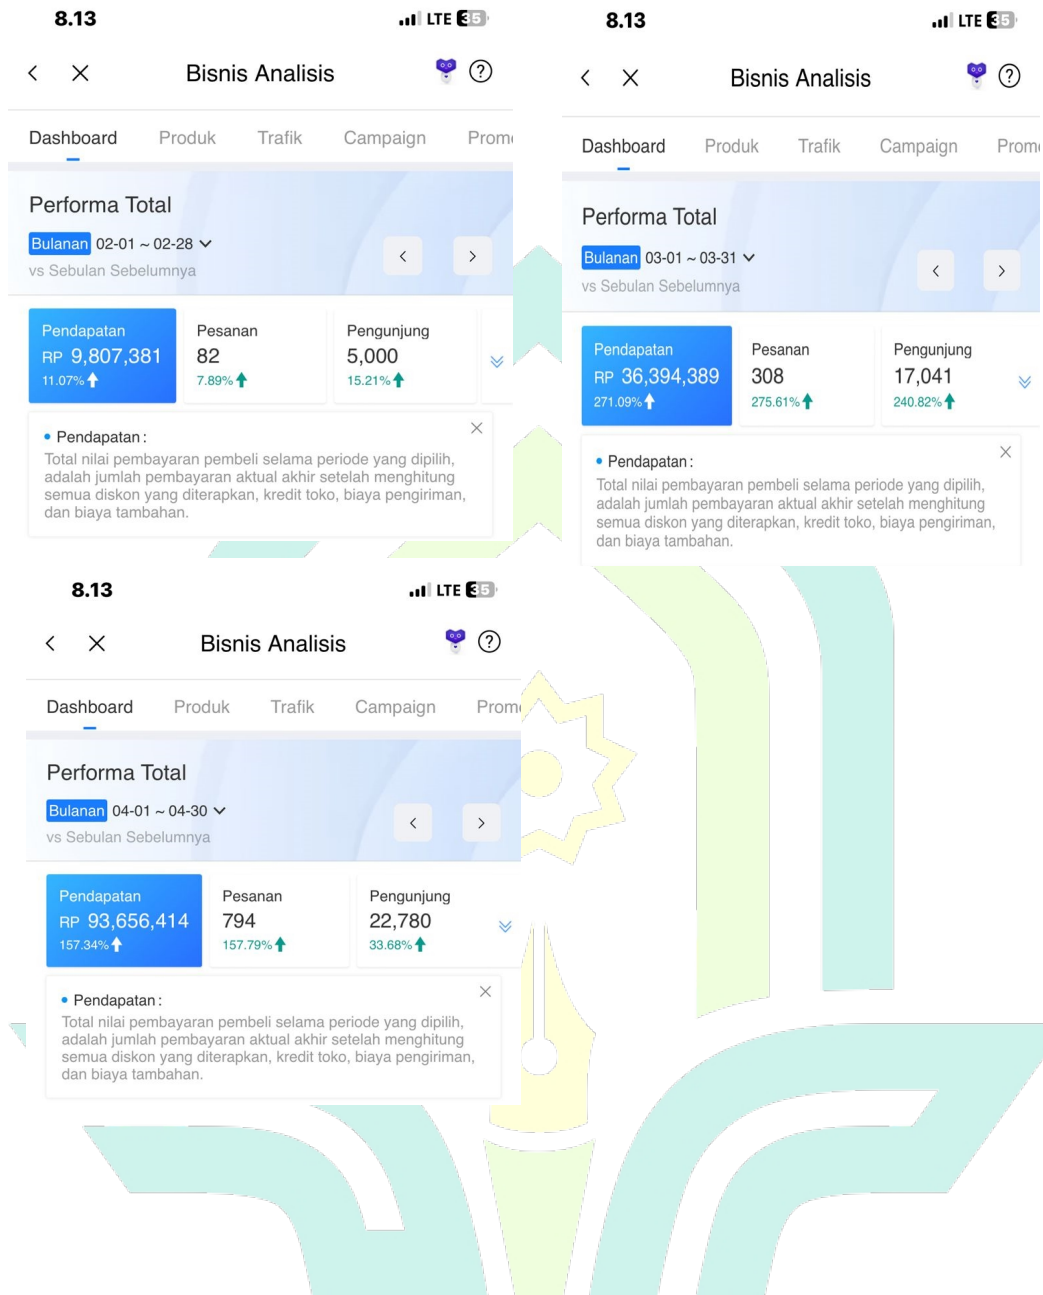 8.13 LTE 35
Bisnis Analisis
Dashboard Produk Trafik Campaign Prom
Performa Total
Bulanan 02-01 ~ 02-28
vs Sebulan Sebelumnya
Pendapatan Pesanan Pengunjung
RP 9,807,381 82 5,000
11.07% 7.89% 15.21%
• Pendapatan :
Total nilai pembayaran pembeli selama periode yang dipilih,
adalah jumlah pembayaran aktual akhir setelah menghitung
semua diskon yang diterapkan, kredit toko, biaya pengiriman,
dan biaya tambahan.
8.13 LTE 35
Bisnis Analisis
Dashboard Produk Trafik Campaign Prom
Performa Total
Bulanan 03-01 ~ 03-31
vs Sebulan Sebelumnya
Pendapatan Pesanan Pengunjung
RP 36,394,389 308 17,041
271.09% 275.61% 240.82%
• Pendapatan :
Total nilai pembayaran pembeli selama periode yang dipilih,
adalah jumlah pembayaran aktual akhir setelah menghitung
semua diskon yang diterapkan, kredit toko, biaya pengiriman,
dan biaya tambahan.
8.13 LTE 35
Bisnis Analisis
Dashboard Produk Trafik Campaign Prom
Performa Total
Bulanan 04-01 ~ 04-30
vs Sebulan Sebelumnya
Pendapatan Pesanan Pengunjung
RP 93,656,414 794 22,780
157.34% 157.79% 33.68%
• Pendapatan :
Total nilai pembayaran pembeli selama periode yang dipilih,
adalah jumlah pembayaran aktual akhir setelah menghitung
semua diskon yang diterapkan, kredit toko, biaya pengiriman,
dan biaya tambahan.